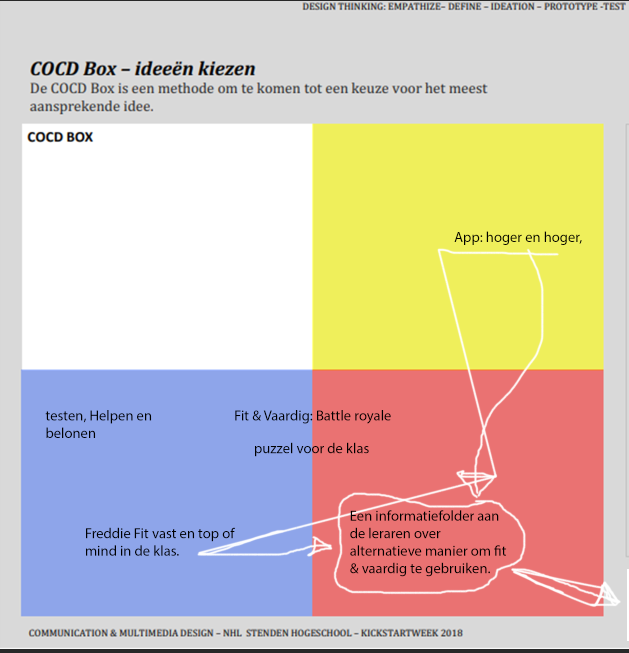 DESIGN THINKING: EMPATHIZE– DEFINE – IDEATION – PROTOTYPE -TEST
COCD Box – ideeën kiezen
De COCD Box is een methode om te komen tot een keuze voor het meest
aansprekende idee.
COCD BOX
App: hoger en hoger,
testen, Helpen en
belonen
Fit & Vaardig: Battle royale
puzzel voor de klas
Freddie Fit vast en top of
mind in de klas.
Een informatiefolder aan
de leraren over
alternatieve manier om fit
& vaardig te gebruiken.
COMMUNICATION & MULTIMEDIA DESIGN – NHL STENDEN HOGESCHOOL – KICKSTARTWEEK 2018